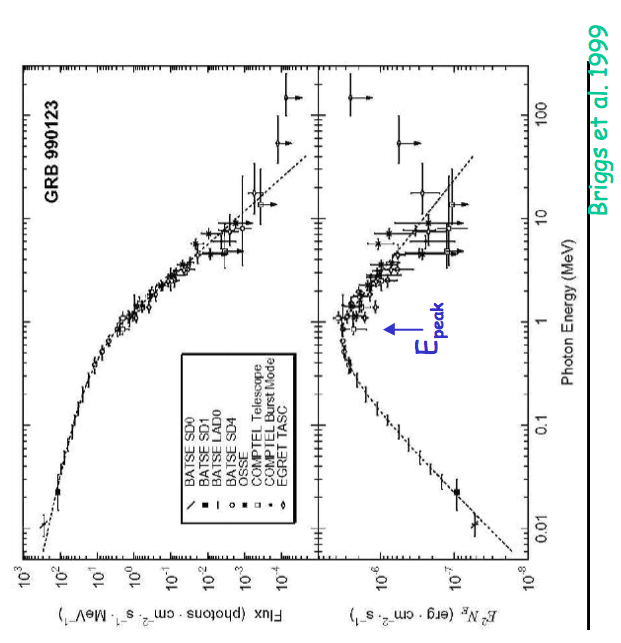 GRB 990123
Flux (photons · cm⁻² · s⁻¹ · MeV⁻¹)
10³
10²
10¹
10⁰
10⁻¹
10⁻²
10⁻³
10⁻⁴
BATSE SD0
BATSE SD1
BATSE LAD0
BATSE SD4
OSSE
COMPTEL Telescope
COMPTEL Burst Mode
EGRET TASC
E² N_E (erg · cm⁻² · s⁻¹)
10⁻⁶
10⁻⁷
10⁻⁸
E peak
0.01
0.1
1
10
100
Photon Energy (MeV)
Briggs et al. 1999